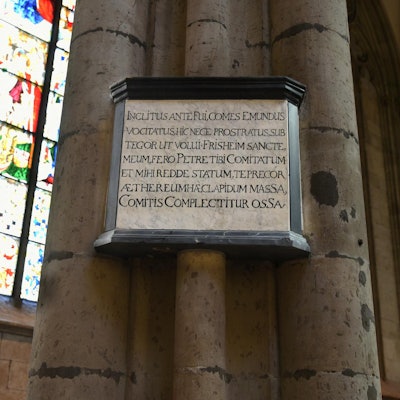 INCLITUS ANTE FUI, COMES EMUNDUS
VOCITATUS, HIC NECE PROSTRATUS, SUB
TEGOR UT VOLUI. FRISHEIM SANCTE,
MEUM, FERO, PETRE TIBI COMITATUM
ET MIHI REDDE STATUM, TE PRECOR
ÆTHEREUM HÆC LAPIDUM MASSA,
COMITIS COMPLECTITUR OSSA.